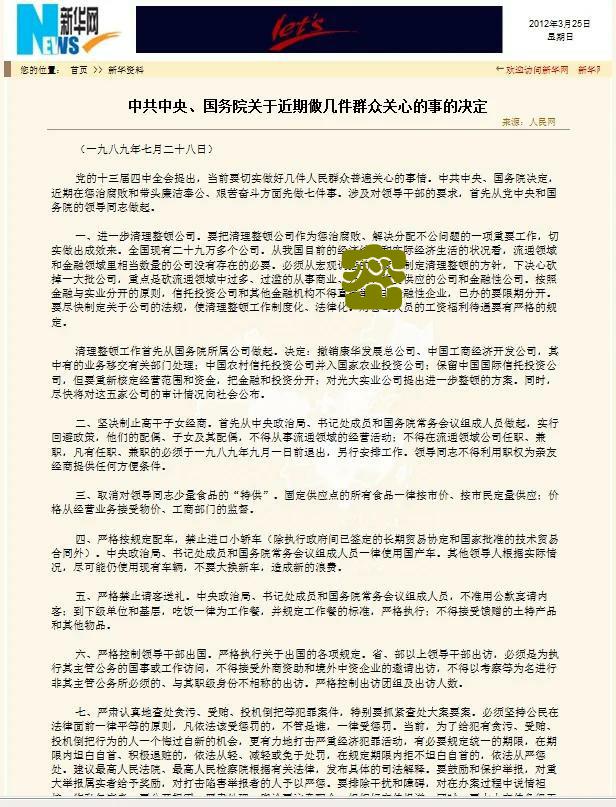 新华网
NEWS
let's
2012年3月25日
星期日
您的位置： 首页 >> 新华资料
欢迎访问新华网 新华网
中共中央、国务院关于近期做几件群众关心的事的决定
来源：人民网
（一九八九年七月二十八日）
党的十三届四中全会提出，当前要切实做好几件人民群众普遍关心的事情。中共中央、国务院决定，
近期在惩治腐败和带头廉洁奉公、艰苦奋斗方面先做七件事。涉及对领导干部的要求，首先从党中央和国
务院的领导同志做起。
一、进一步清理整顿公司。要把清理整顿公司作为惩治腐败、解决分配不公问题的一项重要工作，切
实做出成效来。全国现有二十九万多个公司。从我国目前的经济
实际经济生活的状况看，流通领域
和金融领域里相当数量的公司没有存在的必要。必须从宏观
定清理整顿的方针，下决心砍
掉一大批公司，重点是砍流通领域中过多、过滥的从事商业、
供应的公司和金融性公司。按照
金融与实业分开的原则，信托投资公司和其他金融机构不得直
融性企业，已办的要限期分开。
要尽快制定关于公司的法规，使清理整顿工作制度化、法律化。
人员的工资福利待遇要有严格的规
定。
清理整顿工作首先从国务院所属公司做起。决定：撤销康华发展总公司、中国工商经济开发公司，其
中有的业务移交有关部门处理；中国农村信托投资公司并入国家农业投资公司；保留中国国际信托投资公
司，但要重新核定经营范围和资金，把金融和投资分开；对光大实业公司提出进一步整顿的方案。同时，
尽快将对这五家公司的审计情况向社会公布。
二、坚决制止高干子女经商。首先从中央政治局、书记处成员和国务院常务会议组成人员做起，实行
回避政策，他们的配偶、子女及其配偶，不得从事流通领域的经营活动；不得在流通领域公司任职、兼
职，凡有任职、兼职的必须于一九八九年九月一日前退出，另行安排工作。领导同志不得利用职权为亲友
经商提供任何方便条件。
三、取消对领导同志少量食品的“特供”。固定供应点的所有食品一律按市价、按市民定量供应；价
格从经营业务接受物价、工商部门的监督。
四、严格按规定配车，禁止进口小轿车（除执行政府间已签定的长期贸易协定和国家批准的技术贸易
合同外）。中央政治局、书记处成员和国务院常务会议组成人员一律使用国产车。其他领导人根据实际情
况，尽可能仍使用现有车辆，不要大换新车，造成新的浪费。
五、严格禁止请客送礼。中央政治局、书记处成员和国务院常务会议组成人员，不准用公款宴请内
客；到下级单位和基层，吃饭一律为工作餐，并规定工作餐的标准，严格执行；不得接受馈赠的土特产品
和其他物品。
六、严格控制领导干部出国。严格执行关于出国的各项规定。省、部以上领导干部出访，必须是为执
行其主管公务的国事或工作访问，不得接受外商资助和境外中资企业的邀请出访，不得以考察等为名进行
非其主管公务所必须的、与其职级身份不相称的出访。严格控制出访团组及出访人数。
七、严肃认真地查处贪污、受贿、投机倒把等犯罪案件，特别要抓紧查处大案要案。必须坚持公民在
法律面前一律平等的原则，凡依法该受惩罚的，不管是谁，一律受惩罚。当前，为了给犯有贪污、受贿、
投机倒把行为的人一个悔过自新的机会，更有力地打击严重经济犯罪活动，有必要规定统一的期限，在期
限内坦白自首、积极退赃的，依法从轻、减轻或免于处罚，在规定期限内拒不坦白自首的，依法从严惩
处。建议最高人民法院、最高人民检察院根据有关法律，发布具体的司法解释。要鼓励和保护举报，对重
大举报属实者给予奖励，对打击陷害举报者的人予以严惩。要排除干扰和障碍，对在办案过程中说情包庇